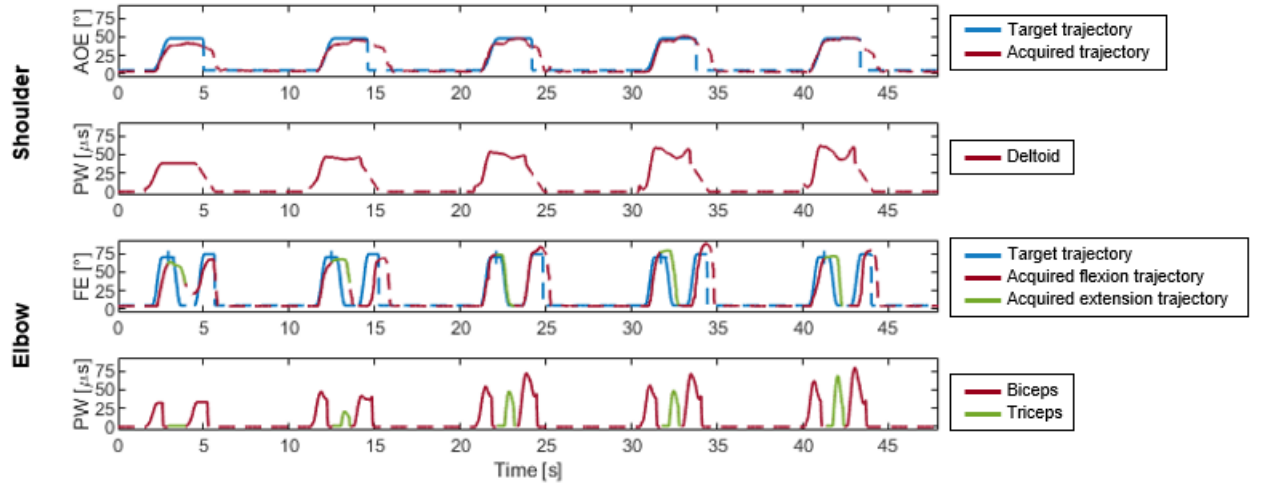 Shoulder
AOE [°]
75
50
25
0
0 5 10 15 20 25 30 35 40 45
Target trajectory
Acquired trajectory
PW [µs]
75
50
25
0
0 5 10 15 20 25 30 35 40 45
Deltoid
Elbow
FE [°]
75
50
25
0
0 5 10 15 20 25 30 35 40 45
Target trajectory
Acquired flexion trajectory
Acquired extension trajectory
PW [µs]
75
50
25
0
0 5 10 15 20 25 30 35 40 45
Time [s]
Biceps
Triceps